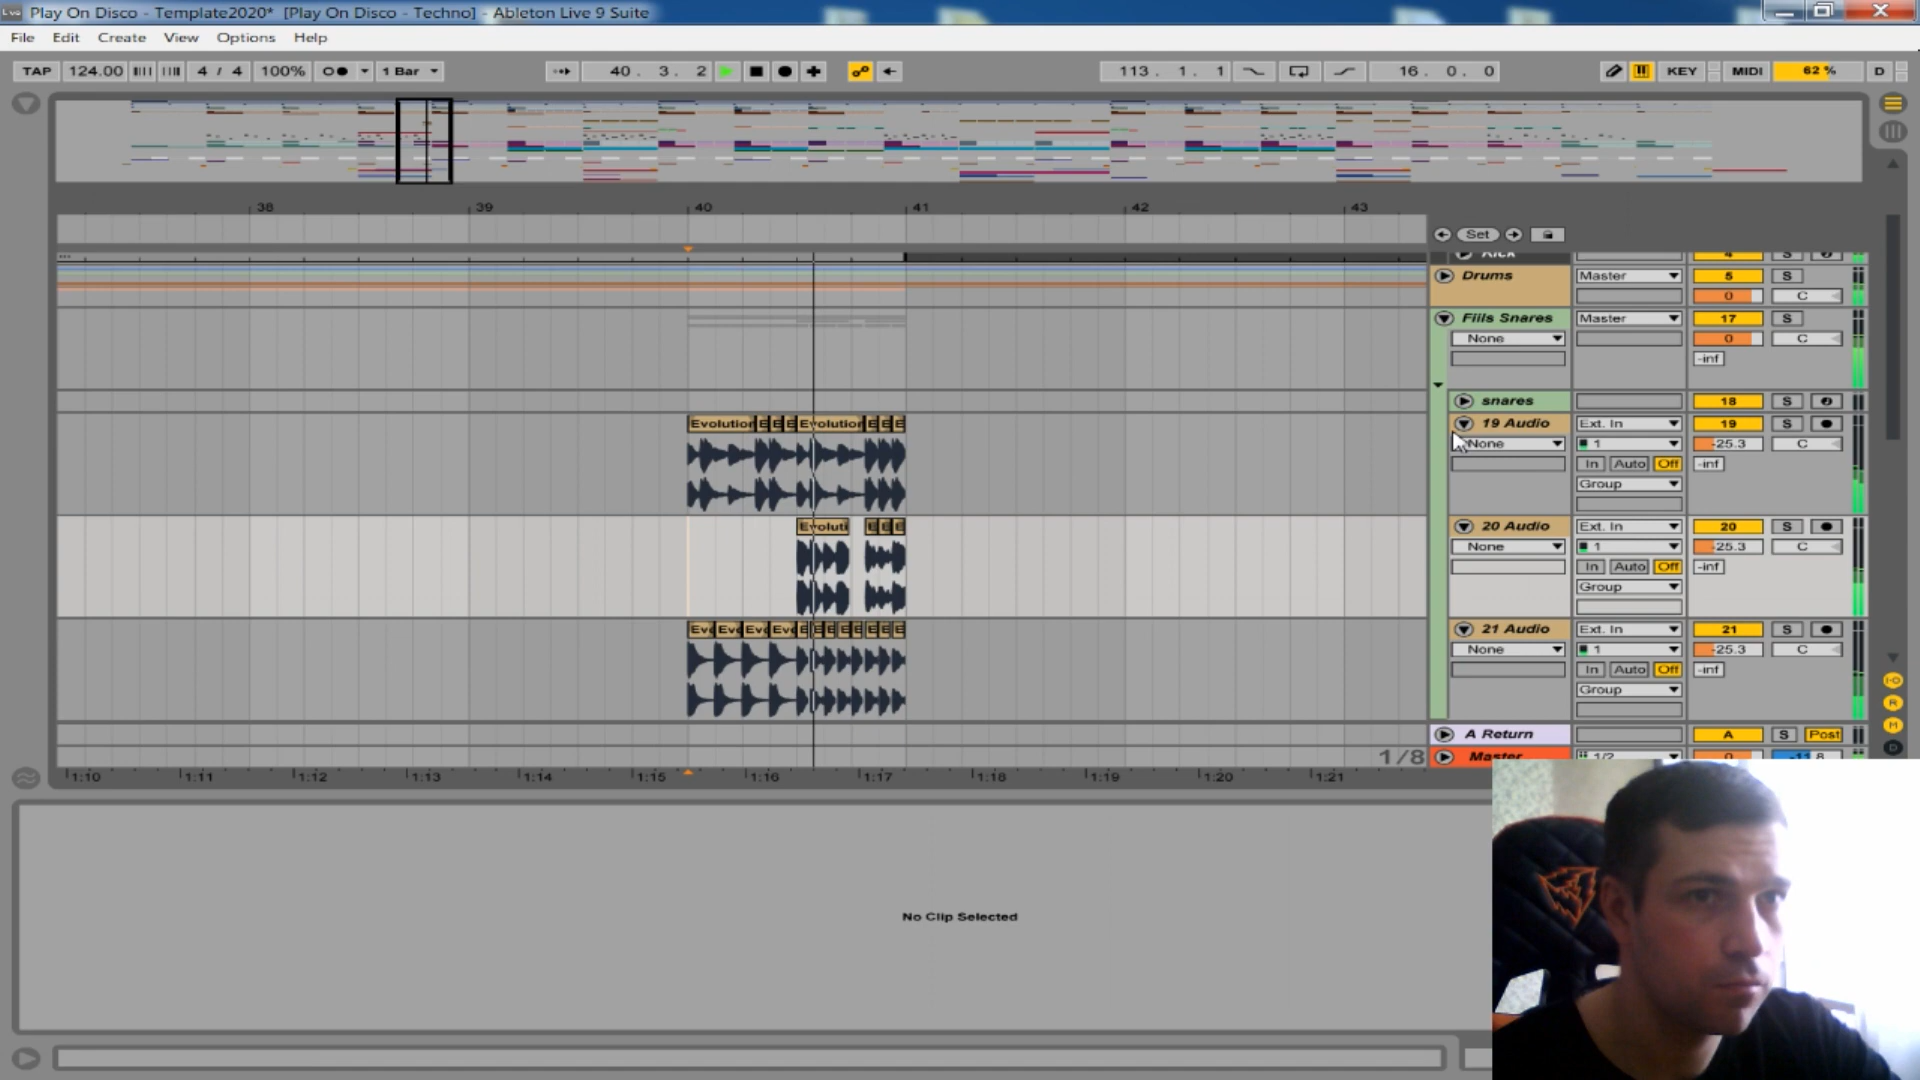 Play On Disco - Template2020* [Play On Disco - Techno] - Ableton Live 9 Suite
File Edit Create View Options Help
TAP 124.00 4 / 4 100% 1 Bar 40. 3. 2 113. 1. 1 16. 0. 0 KEY MIDI 62 % D
38 39 40 41 42 43
Set
Kick 4 S
Drums Master 5 S
0 C
Fills Snares Master 17 S
None 0 C
-inf
snares 18 S
Evolution E E E Evolution E E E 19 Audio Ext. In 19 S
None 1 -25.3 C
In Auto Off -inf
Group
Evoluti E E E 20 Audio Ext. In 20 S
None 1 -25.3 C
In Auto Off -inf
Group
Eve Eve Eve Eve E E E E E E E E 21 Audio Ext. In 21 S
None 1 -25.3 C
In Auto Off -inf
Group
A Return A S Post
1/8 Master 1/2 0
1:10 1:11 1:12 1:13 1:14 1:15 1:16 1:17 1:18 1:19 1:20 1:21
I-O
R
M
D
No Clip Selected